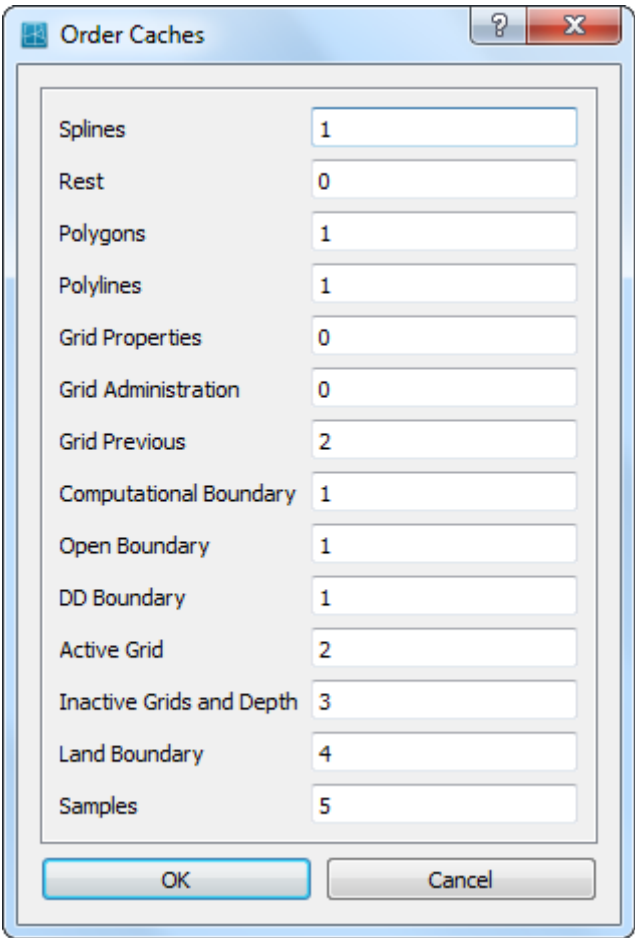 Order Caches
Splines 1
Rest 0
Polygons 1
Polylines 1
Grid Properties 0
Grid Administration 0
Grid Previous 2
Computational Boundary 1
Open Boundary 1
DD Boundary 1
Active Grid 2
Inactive Grids and Depth 3
Land Boundary 4
Samples 5
OK Cancel